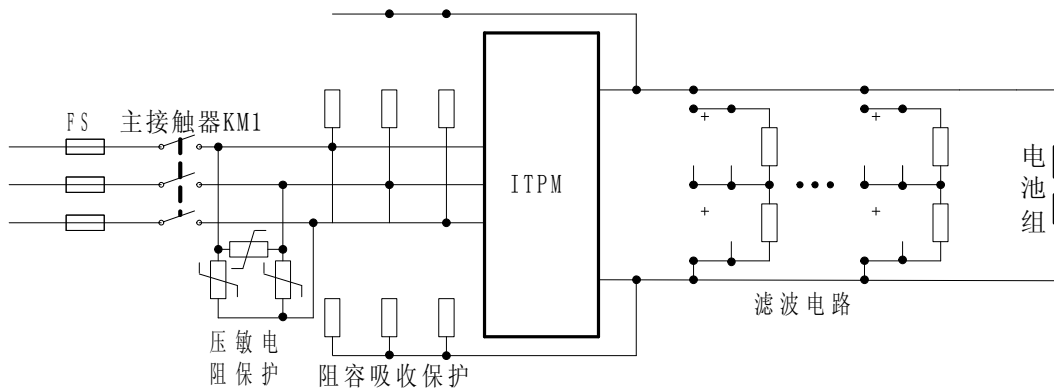 FS
主接触器KM1
ITPM
+
+
+
+
电
池
组
滤波电路
压敏电
阻保护
阻容吸收保护